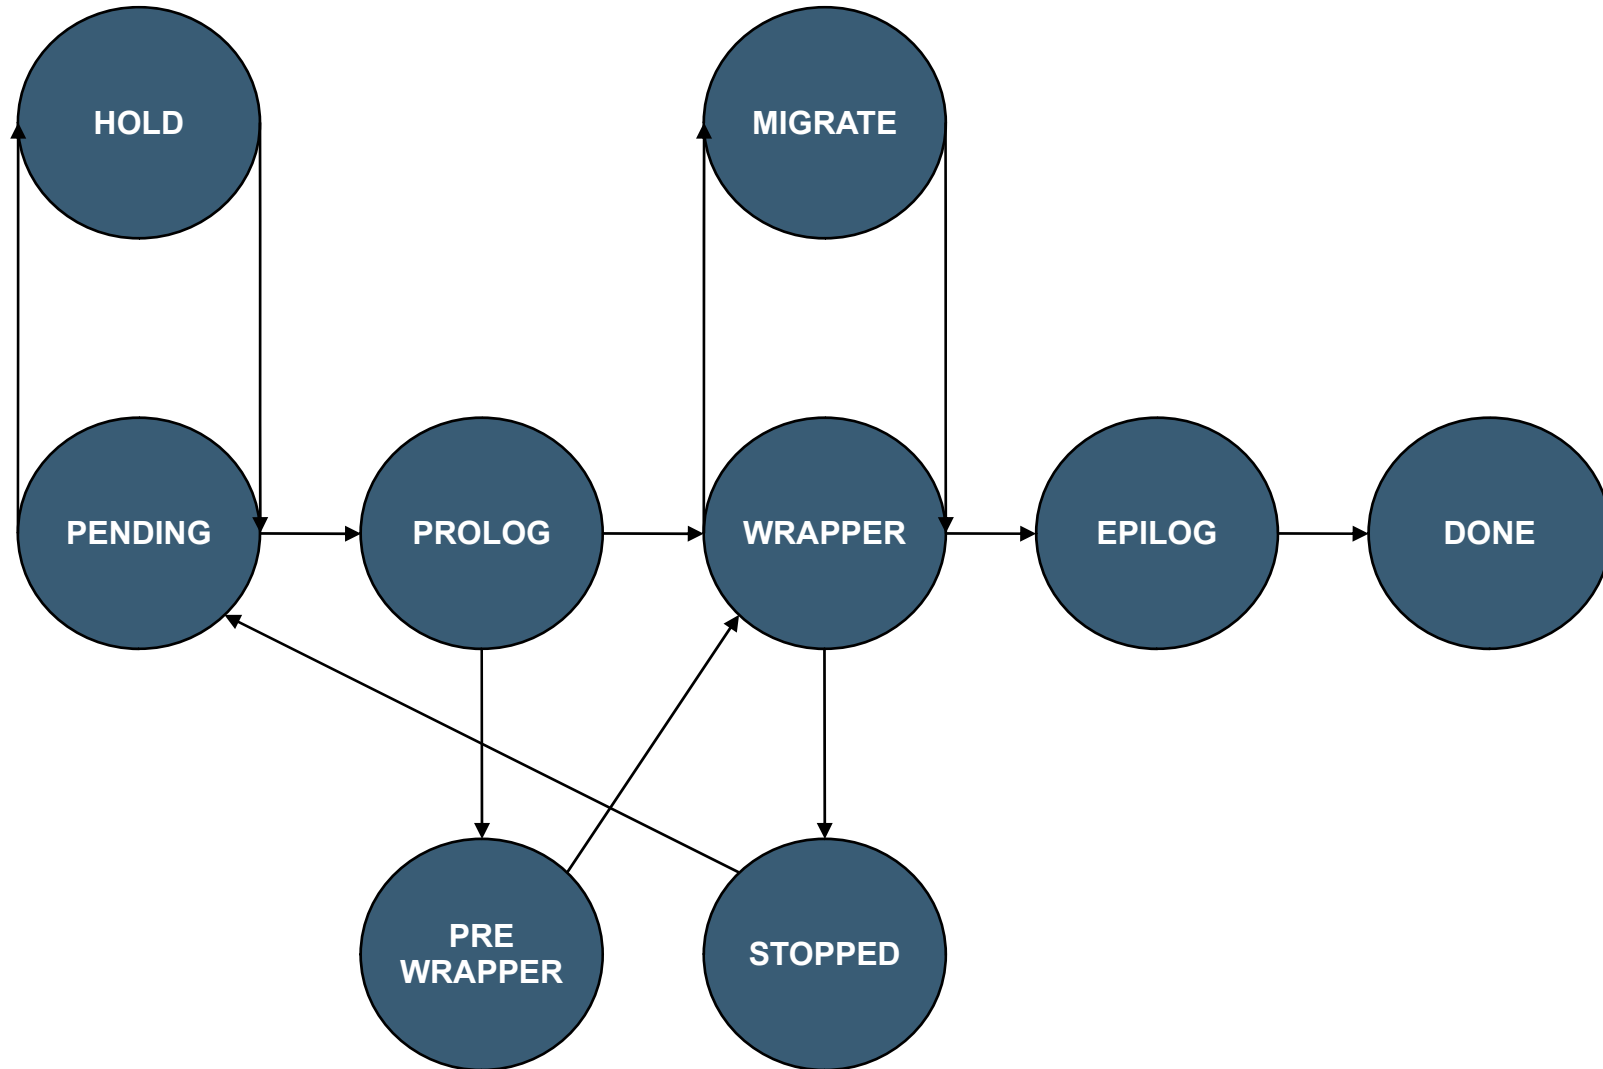 HOLD
MIGRATE
PENDING
PROLOG
WRAPPER
EPILOG
DONE
PRE
WRAPPER
STOPPED